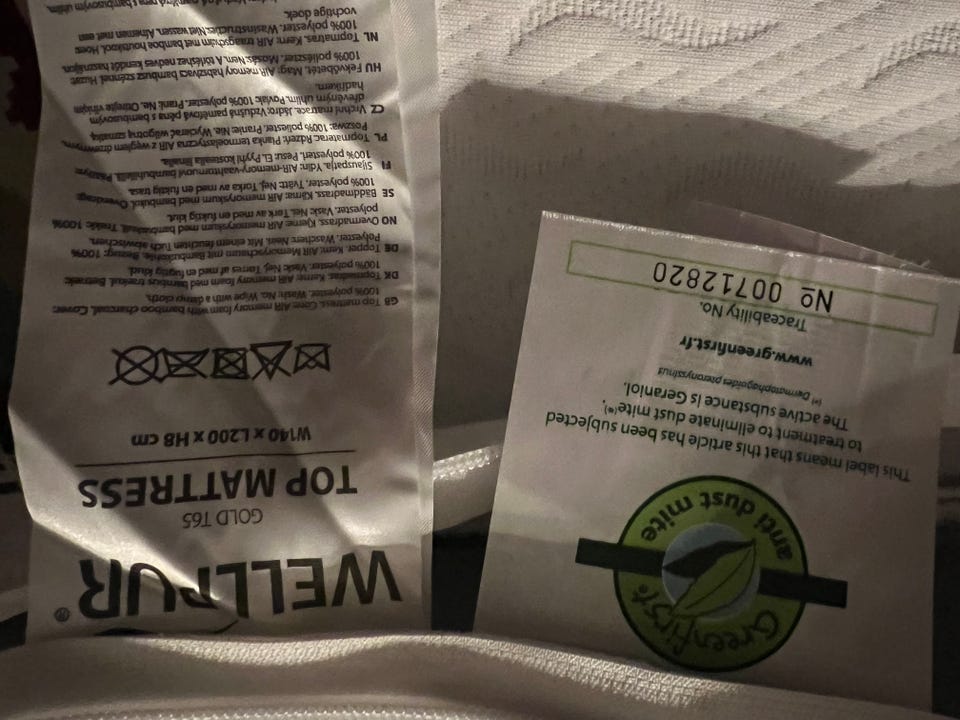 WELLPUR®
GOLD T65
TOP MATTRESS
W140 x L200 x H8 cm
GB Top mattress. Core: AIR memory foam with bamboo charcoal. Cover:
100% polyester. Wash: No. Wipe with a damp cloth.
DK Topmadras. Kerne: AIR memory foam med bambus trækul. Betræk:
100% polyester. Vask: Nej. Tørres af med en fugtig klud.
DE Topper. Kern: AIR Memoryschaum mit Bambuskohle. Bezug: 100%
Polyester. Waschen: Nein. Mit einem feuchten Tuch abwischen.
NO Overmadrass. Kjerne: AIR memoryskum med bambuskull. Trekk: 100%
polyester. Vask: Nej. Tørk av med en fuktig klut.
SE Bäddmadrass. Kärna: AIR memoryskum med bambukol. Överdrag:
100% polyester. Tvätt: Nej. Torka av med en fuktig trasa.
FI Sijauspatja. Ydin: AIR-memory-vaahtomuovi bambuhiilellä. Päällys:
100% polyesteri. Pesu: EI. Pyyhi kostealla liinalla.
PL Topmaterac. Rdzeń: Pianka termoelastyczna AIR z węglem drzewnym.
Poszwa: 100% poliester. Pranie: Nie. Wycierać wilgotną szmatką.
CZ Vrchní matrace. Jádro: Vzdušná paměťová pěna s bambusovým
dřevěným uhlím. Povlak: 100% polyester. Praní: Ne. Otírejte vlhkým
hadříkem.
HU Fekvőbetét. Mag: AIR memory habszivacs bambusz szénnel. Huzat:
100% poliészter. Mosás: Nem. A törléshez nedves kendőt használjon.
NL Topmatras. Kern: AIR traagschuim met bamboe houtskool. Hoes:
100% polyester. Wasinstructies: Niet wassen. Afnemen met een
vochtige doek.
Greenfirst®
anti dust mite
This label means that this article has been subjected
to treatment to eliminate dust mite(*).
The active substance is Geraniol.
(*) Dermatophagoides pteronyssinus
www.greenfirst.fr
Traceability No.
No 00712820